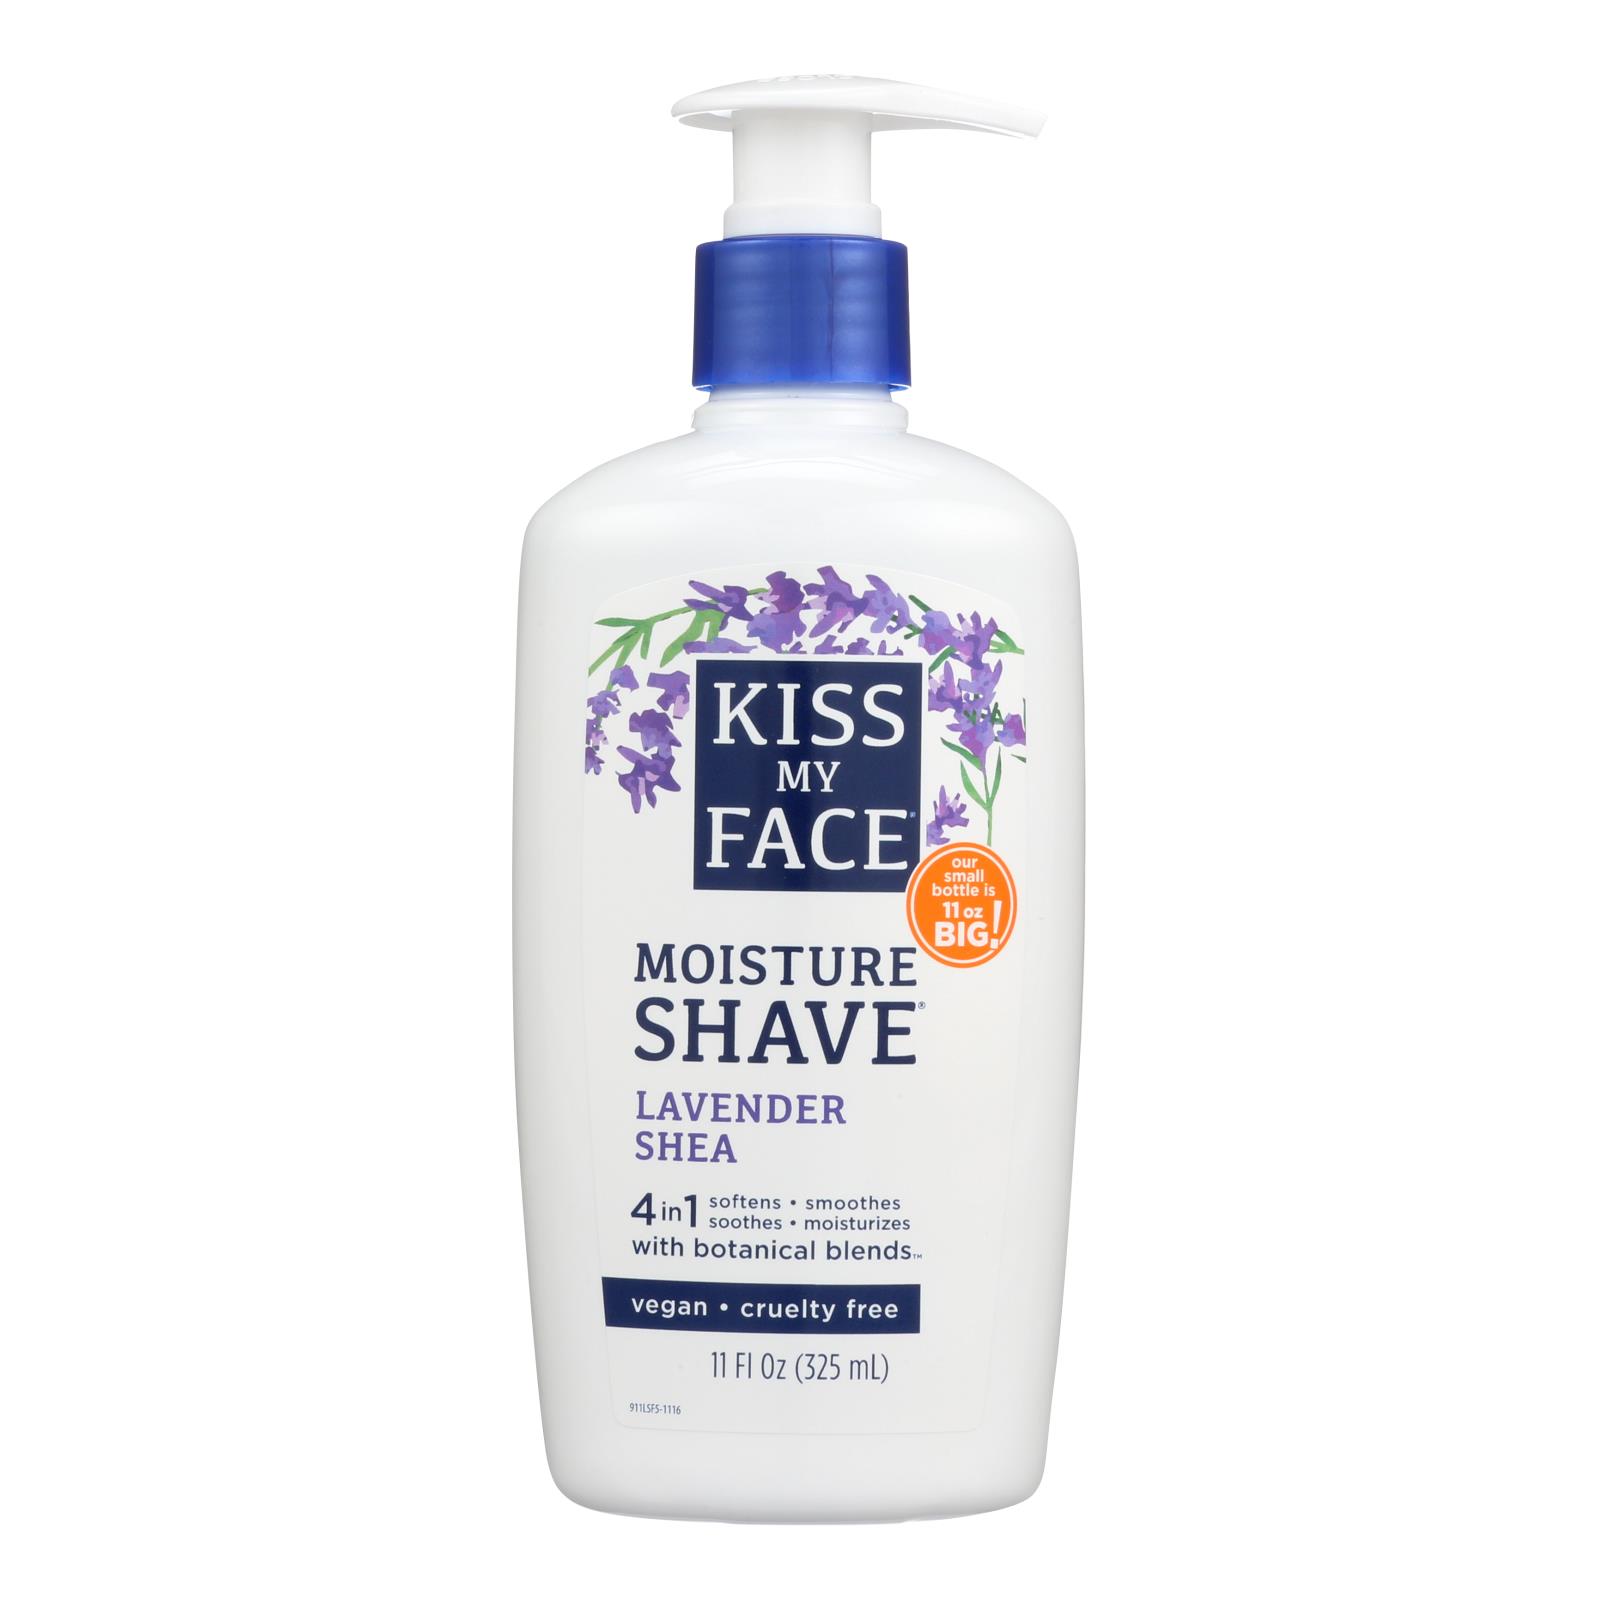 KISS
MY
FACE®
our
small
bottle is
11 oz
BIG!
MOISTURE
SHAVE®
LAVENDER
SHEA
4 in 1 softens • smoothes
soothes • moisturizes
with botanical blends™
vegan • cruelty free
11 Fl Oz (325 mL)
911LSF5-1116